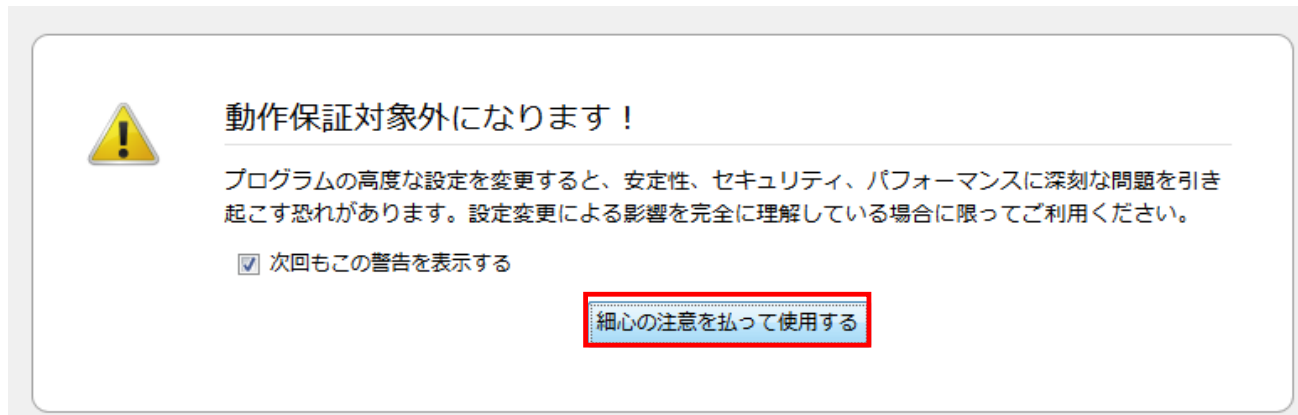 動作保証対象外になります！
プログラムの高度な設定を変更すると、安定性、セキュリティ、パフォーマンスに深刻な問題を引き
起こす恐れがあります。設定変更による影響を完全に理解している場合に限ってご利用ください。
次回もこの警告を表示する
細心の注意を払って使用する